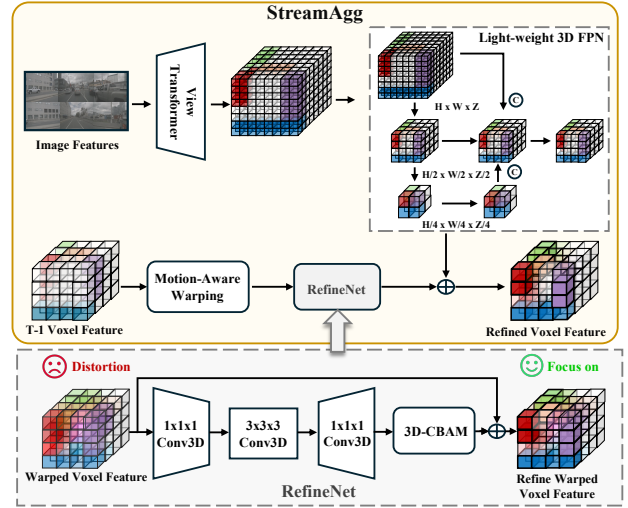 StreamAgg
Light-weight 3D FPN
View
Transformer
Image Features
H x W x Z
C
H/2 x W/2 x Z/2
C
H/4 x W/4 x Z/4
Motion-Aware
Warping
RefineNet
T-1 Voxel Feature
Refined Voxel Feature
Distortion
Focus on
1x1x1
Conv3D
3x3x3
Conv3D
1x1x1
Conv3D
3D-CBAM
Warped Voxel Feature
Refine Warped
Voxel Feature
RefineNet